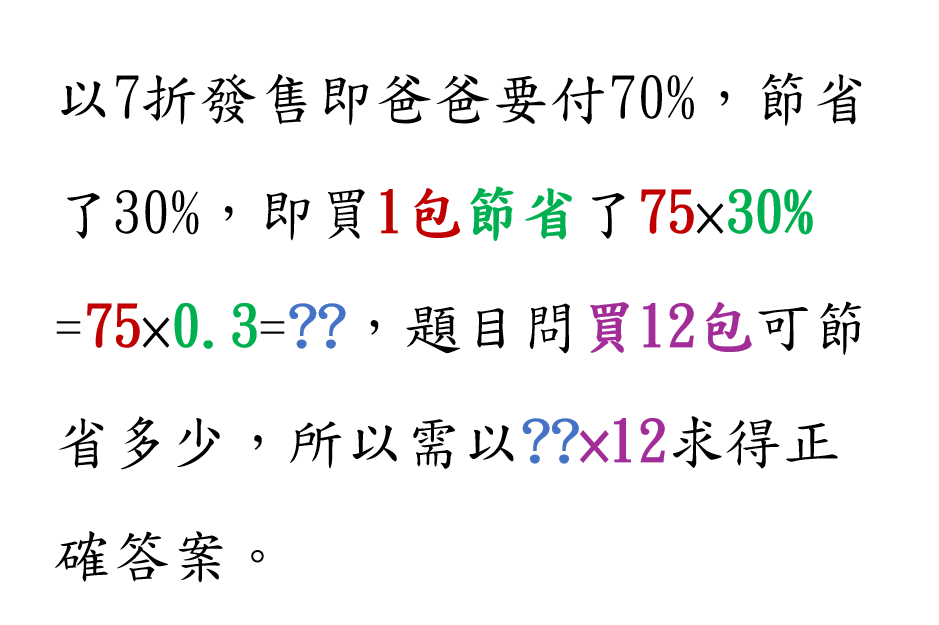 以7折發售即爸爸要付70%，節省
了30%，即買1包節省了75×30%
=75×0.3=??，題目問買12包可節
省多少，所以需以??×12求得正
確答案。